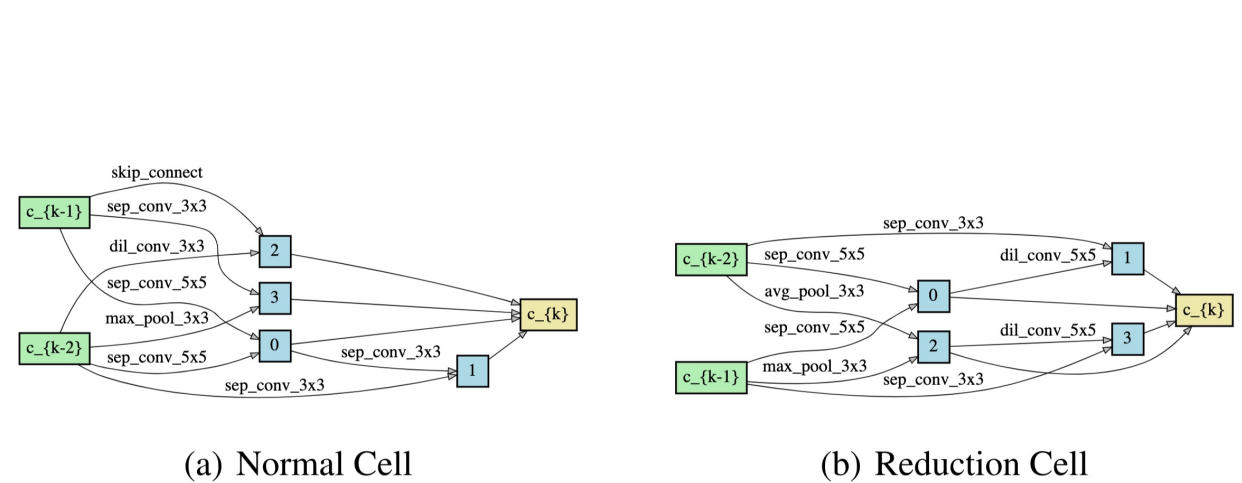 skip_connect
c_{k-1}
sep_conv_3x3
dil_conv_3x3
2
sep_conv_5x5
3
max_pool_3x3
c_{k}
c_{k-2}
0
sep_conv_5x5
sep_conv_3x3
1
sep_conv_3x3
(a) Normal Cell
sep_conv_3x3
c_{k-2}
sep_conv_5x5
dil_conv_5x5
1
avg_pool_3x3
0
c_{k}
sep_conv_5x5
dil_conv_5x5
2
3
max_pool_3x3
c_{k-1}
sep_conv_3x3
(b) Reduction Cell